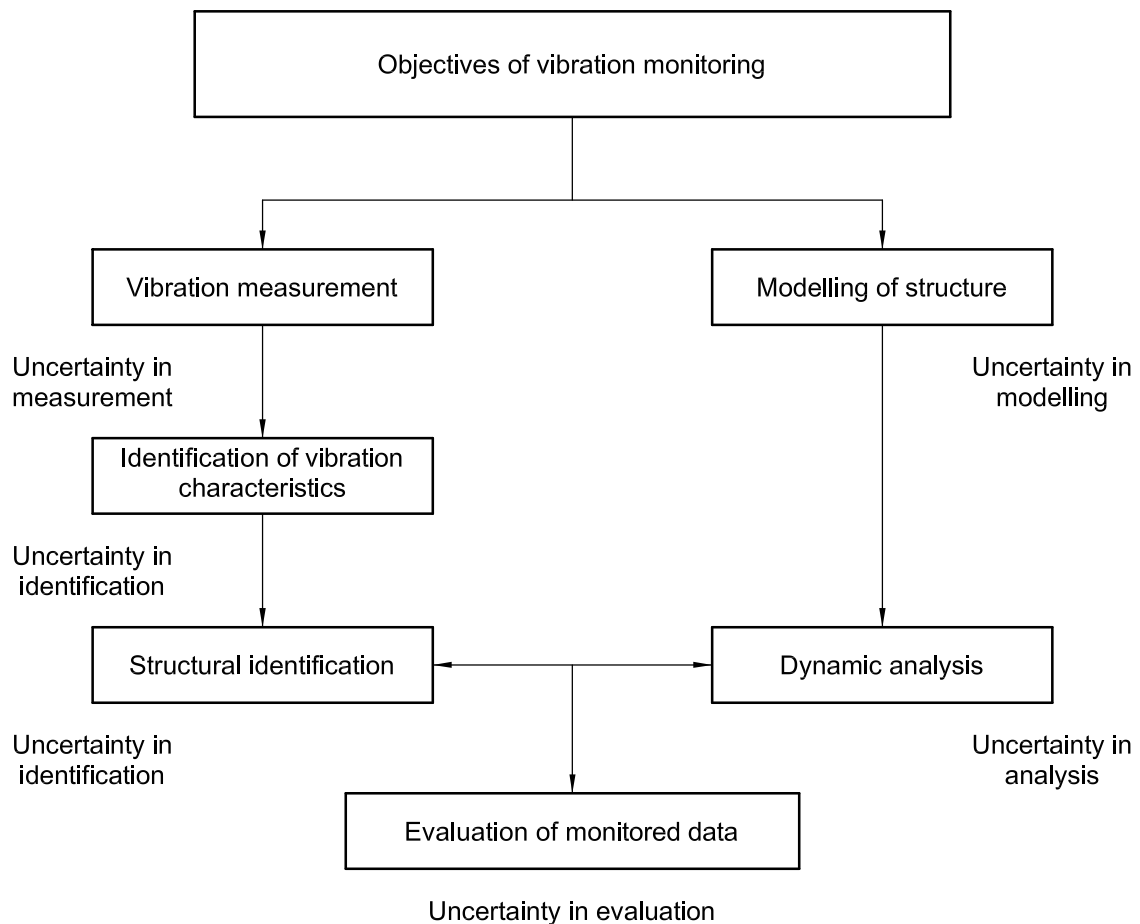 Objectives of vibration monitoring
Vibration measurement
Modelling of structure
Uncertainty in
measurement
Uncertainty in
modelling
Identification of vibration
characteristics
Uncertainty in
identification
Structural identification
Dynamic analysis
Uncertainty in
identification
Uncertainty in
analysis
Evaluation of monitored data
Uncertainty in evaluation